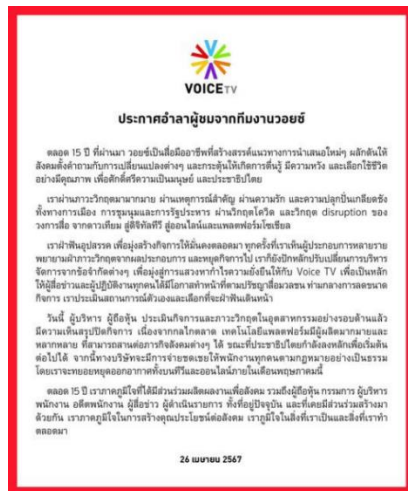 VOICE TV
ประกาศอำลาผู้ชมจากทีมงานวอยซ์
ตลอด 15 ปี ที่ผ่านมา วอยซ์เป็นสื่อมืออาชีพที่สร้างสรรค์แนวทางการนำเสนอใหม่ๆ ผลักดันให้
สังคมตั้งคำถามกับการเปลี่ยนแปลงต่างๆ และกระตุ้นให้เกิดการตื่นรู้ มีความหวัง และเลือกใช้ชีวิต
อย่างมีคุณภาพ เพื่อศักดิ์ศรีความเป็นมนุษย์ และประชาธิปไตย
เราผ่านภาวะวิกฤตมามากมาย ผ่านเหตุการณ์สำคัญ ผ่านความรัก และความปลุกปั่นเกลียดชัง
ทั้งทางการเมือง การชุมนุมและการรัฐประหาร ผ่านวิกฤตโควิด และวิกฤต disruption ของ
วงการสื่อ จากดาวเทียม สู่ดิจิทัลทีวี สู่ออนไลน์และแพลตฟอร์มโซเชียล
เราฝ่าฟันอุปสรรค เพื่อมุ่งสร้างกิจการให้มั่นคงตลอดมา ทุกครั้งที่เราเห็นผู้ประกอบการหลายราย
พยายามฝ่าภาวะวิกฤตจากผลประกอบการ และหยุดกิจการไป เราก็ยังปักหลักปรับเปลี่ยนการบริหาร
จัดการจากข้อจำกัดต่างๆ เพื่อมุ่งสู่การแสวงหากำไรความยั่งยืนให้กับ Voice TV เพื่อเป็นหลัก
ให้ผู้สื่อข่าวและผู้ปฏิบัติงานทุกคนได้มีโอกาสทำหน้าที่ตามปรัชญาสื่อมวลชน ท่ามกลางการลดขนาด
กิจการ เราประเมินสถานการณ์ตัวเองและเลือกที่จะฝ่าฟันเดินหน้า
วันนี้ ผู้บริหาร ผู้ถือหุ้น ประเมินกิจการและภาวะวิกฤตในอุตสาหกรรมอย่างรอบด้านแล้ว
มีความเห็นสรุปปิดกิจการ เนื่องจากกลไกตลาด เทคโนโลยีแพลตฟอร์มมีผู้ผลิตมากมายและ
หลากหลาย ที่สามารถสานต่อภารกิจสังคมต่างๆ ได้ ขณะที่ประชาธิปไตยกำลังลงหลักเพื่อเริ่มต้น
ต่อไปได้ จากนี้ทางบริษัทจะมีการจ่ายชดเชยให้พนักงานทุกคนตามกฎหมายอย่างเป็นธรรม
โดยเราจะทยอยหยุดออกอากาศทั้งบนทีวีและออนไลน์ภายในเดือนพฤษภาคมนี้
ตลอด 15 ปี เราภาคภูมิใจที่ได้มีส่วนร่วมผลิตผลงานเพื่อสังคม รวมถึงผู้ถือหุ้น กรรมการ ผู้บริหาร
พนักงาน อดีตพนักงาน ผู้สื่อข่าว ผู้ดำเนินรายการ ทั้งที่อยู่ปัจจุบัน และที่เคยมีส่วนร่วมสร้างมา
ด้วยกัน เราภาคภูมิใจในการสร้างคุณประโยชน์ต่อสังคม เราภูมิใจในสิ่งที่เราเป็นและสิ่งที่เราทำ
ตลอดมา
26 เมษายน 2567